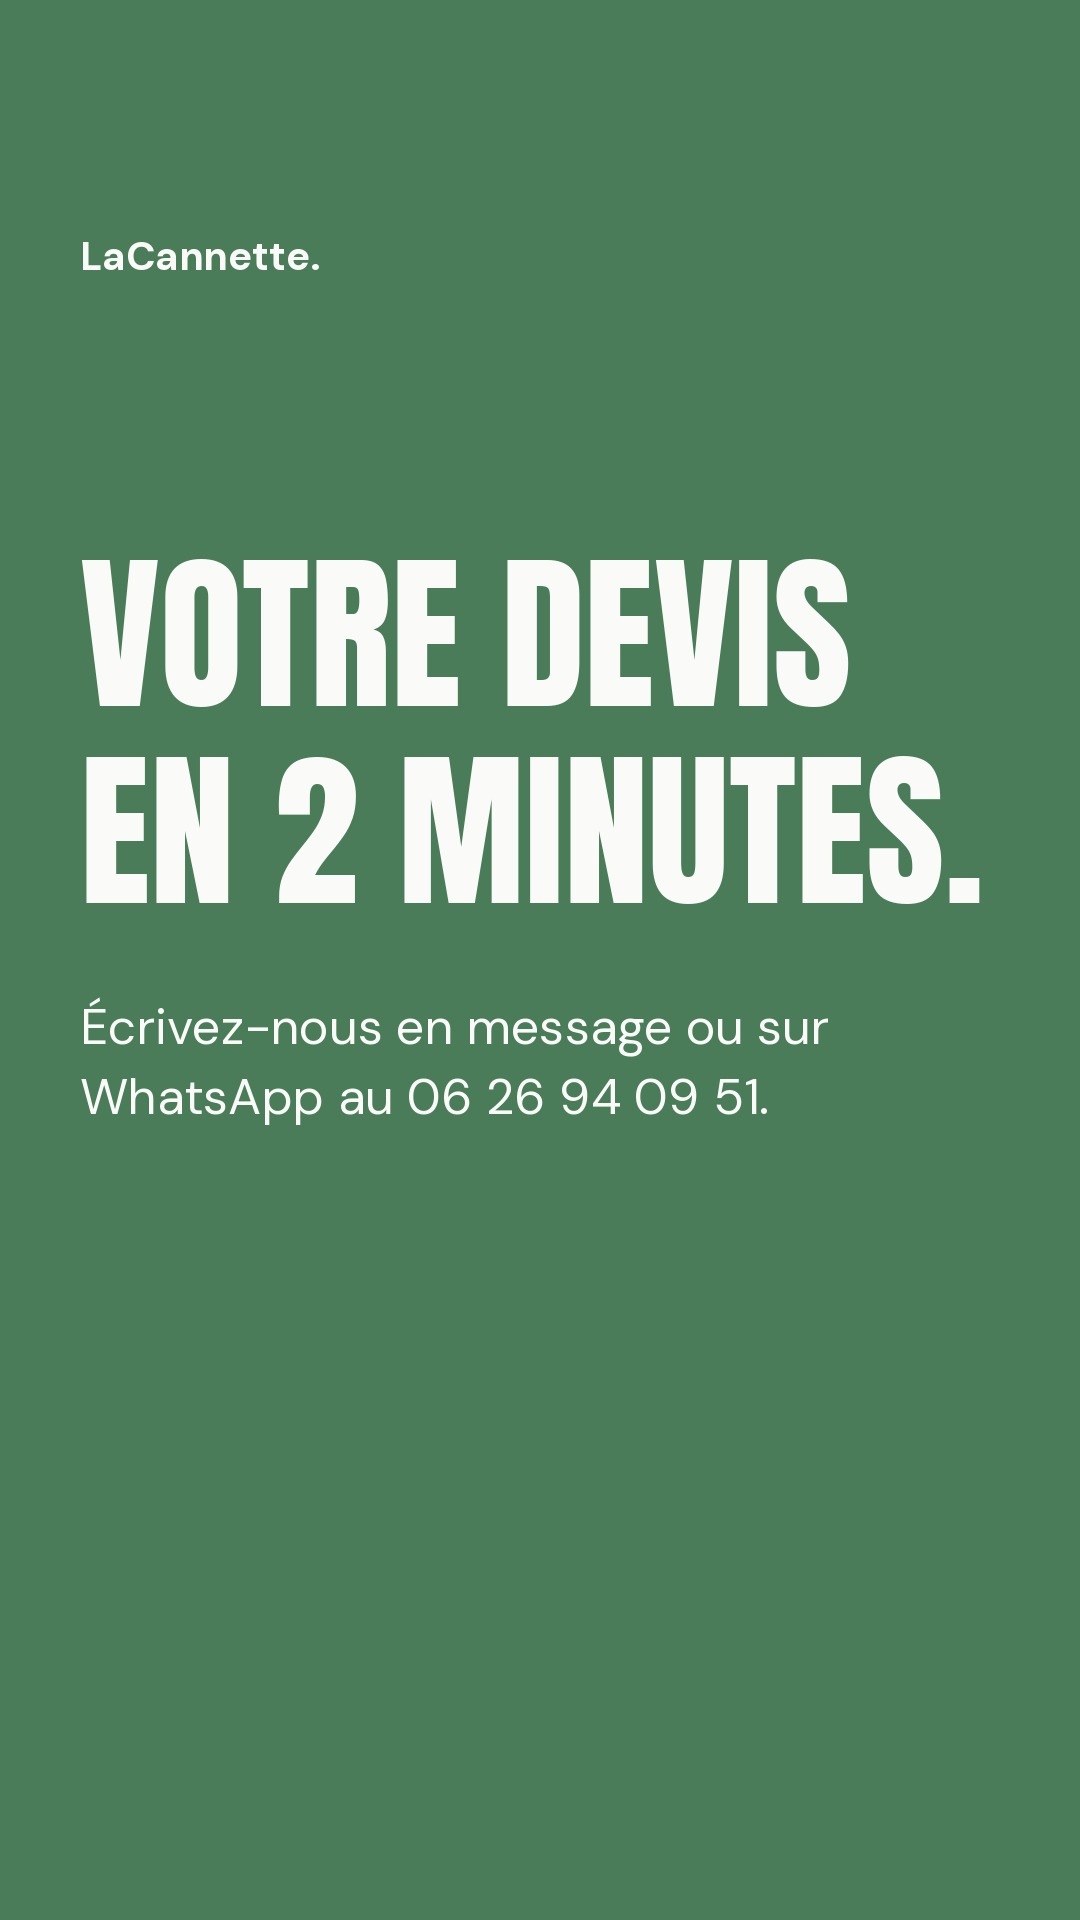 LaCannette.
VOTRE DEVIS
EN 2 MINUTES.
Écrivez-nous en message ou sur
WhatsApp au 06 26 94 09 51.